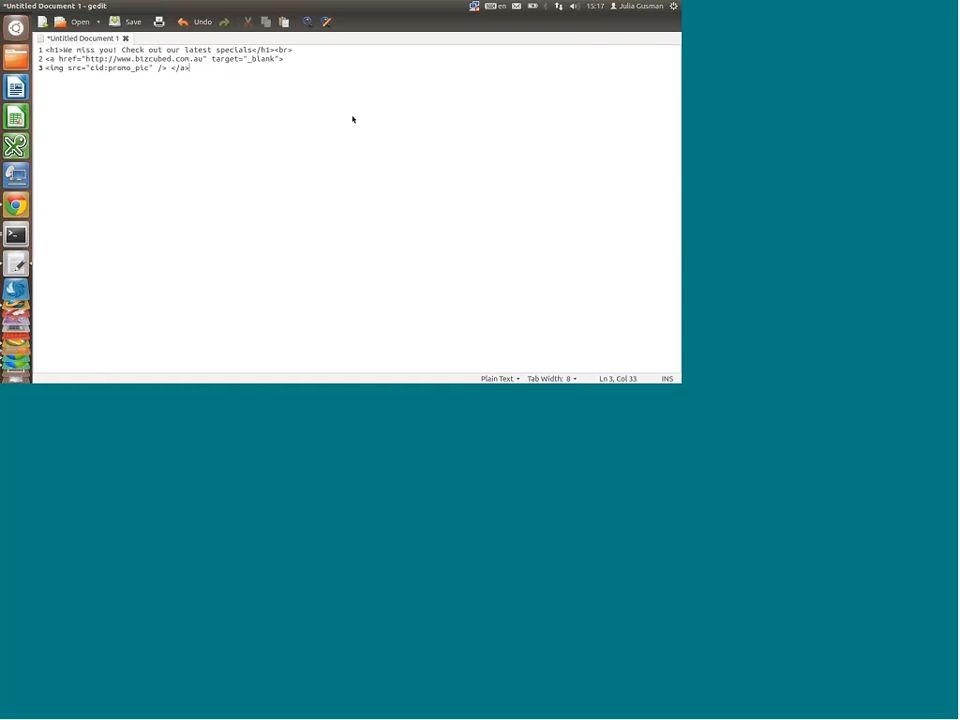 *Untitled Document 1 - gedit
en
15:17
Julia Gusman
Open
Save
Undo
*Untitled Document 1
1 <h1>We miss you! Check out our latest specials</h1><br>
2 <a href="http://www.bizcubed.com.au" target="_blank">
3 <img src="cid:promo_pic" /> </a>
Plain Text
Tab Width: 8
Ln 3, Col 33
INS